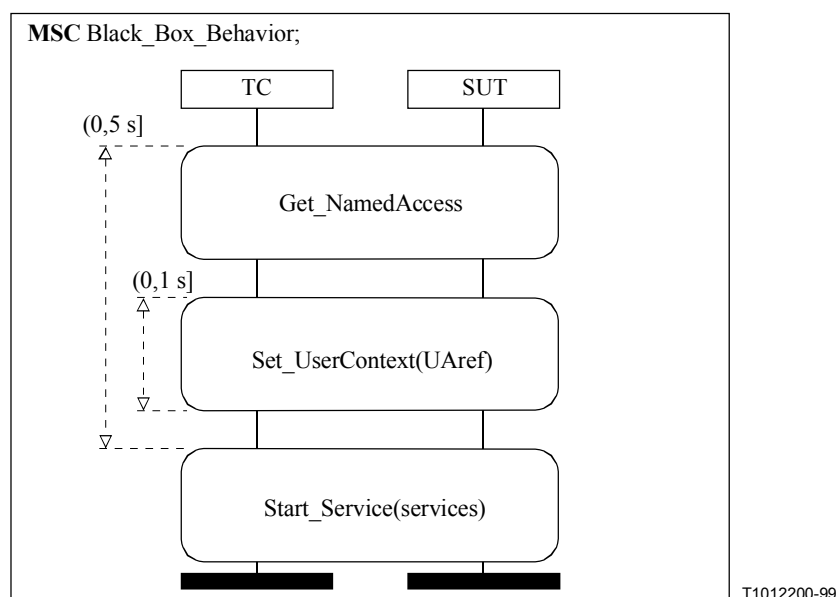 MSC Black_Box_Behavior;
TC
SUT
(0,5 s]
Get_NamedAccess
(0,1 s]
Set_UserContext(UAref)
Start_Service(services)
T1012200-99